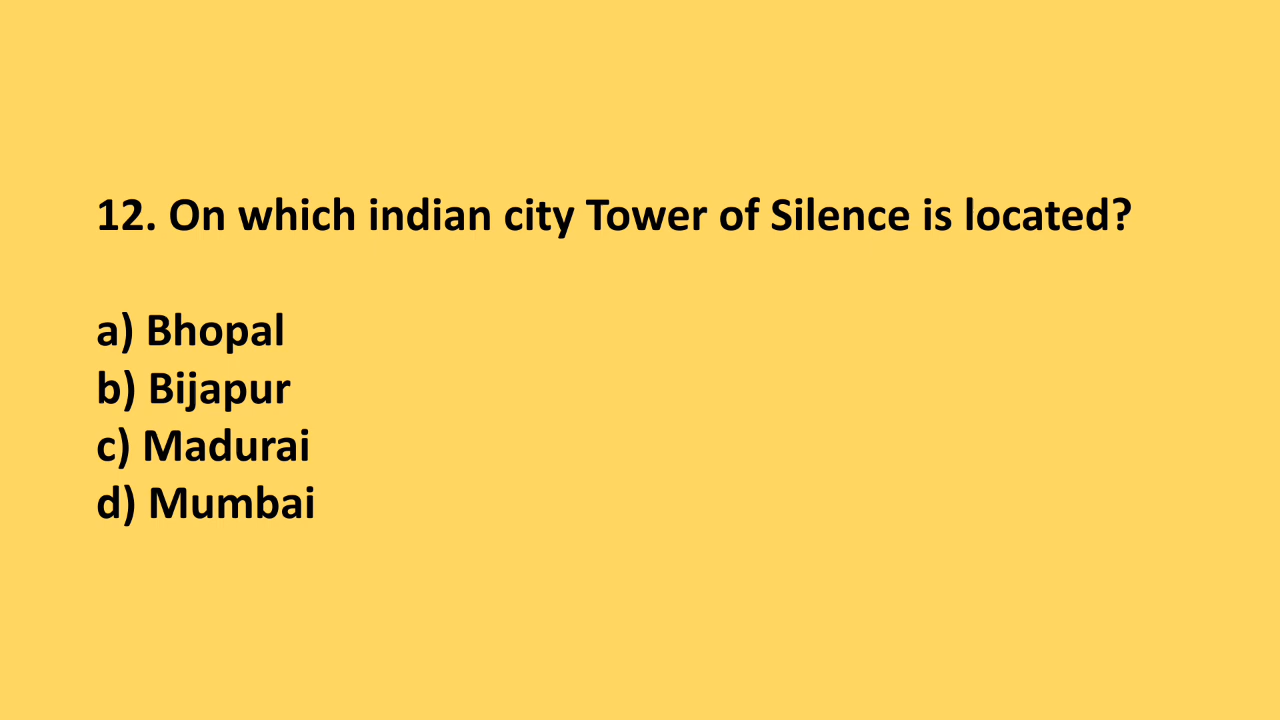 12. On which indian city Tower of Silence is located?
a) Bhopal
b) Bijapur
c) Madurai
d) Mumbai